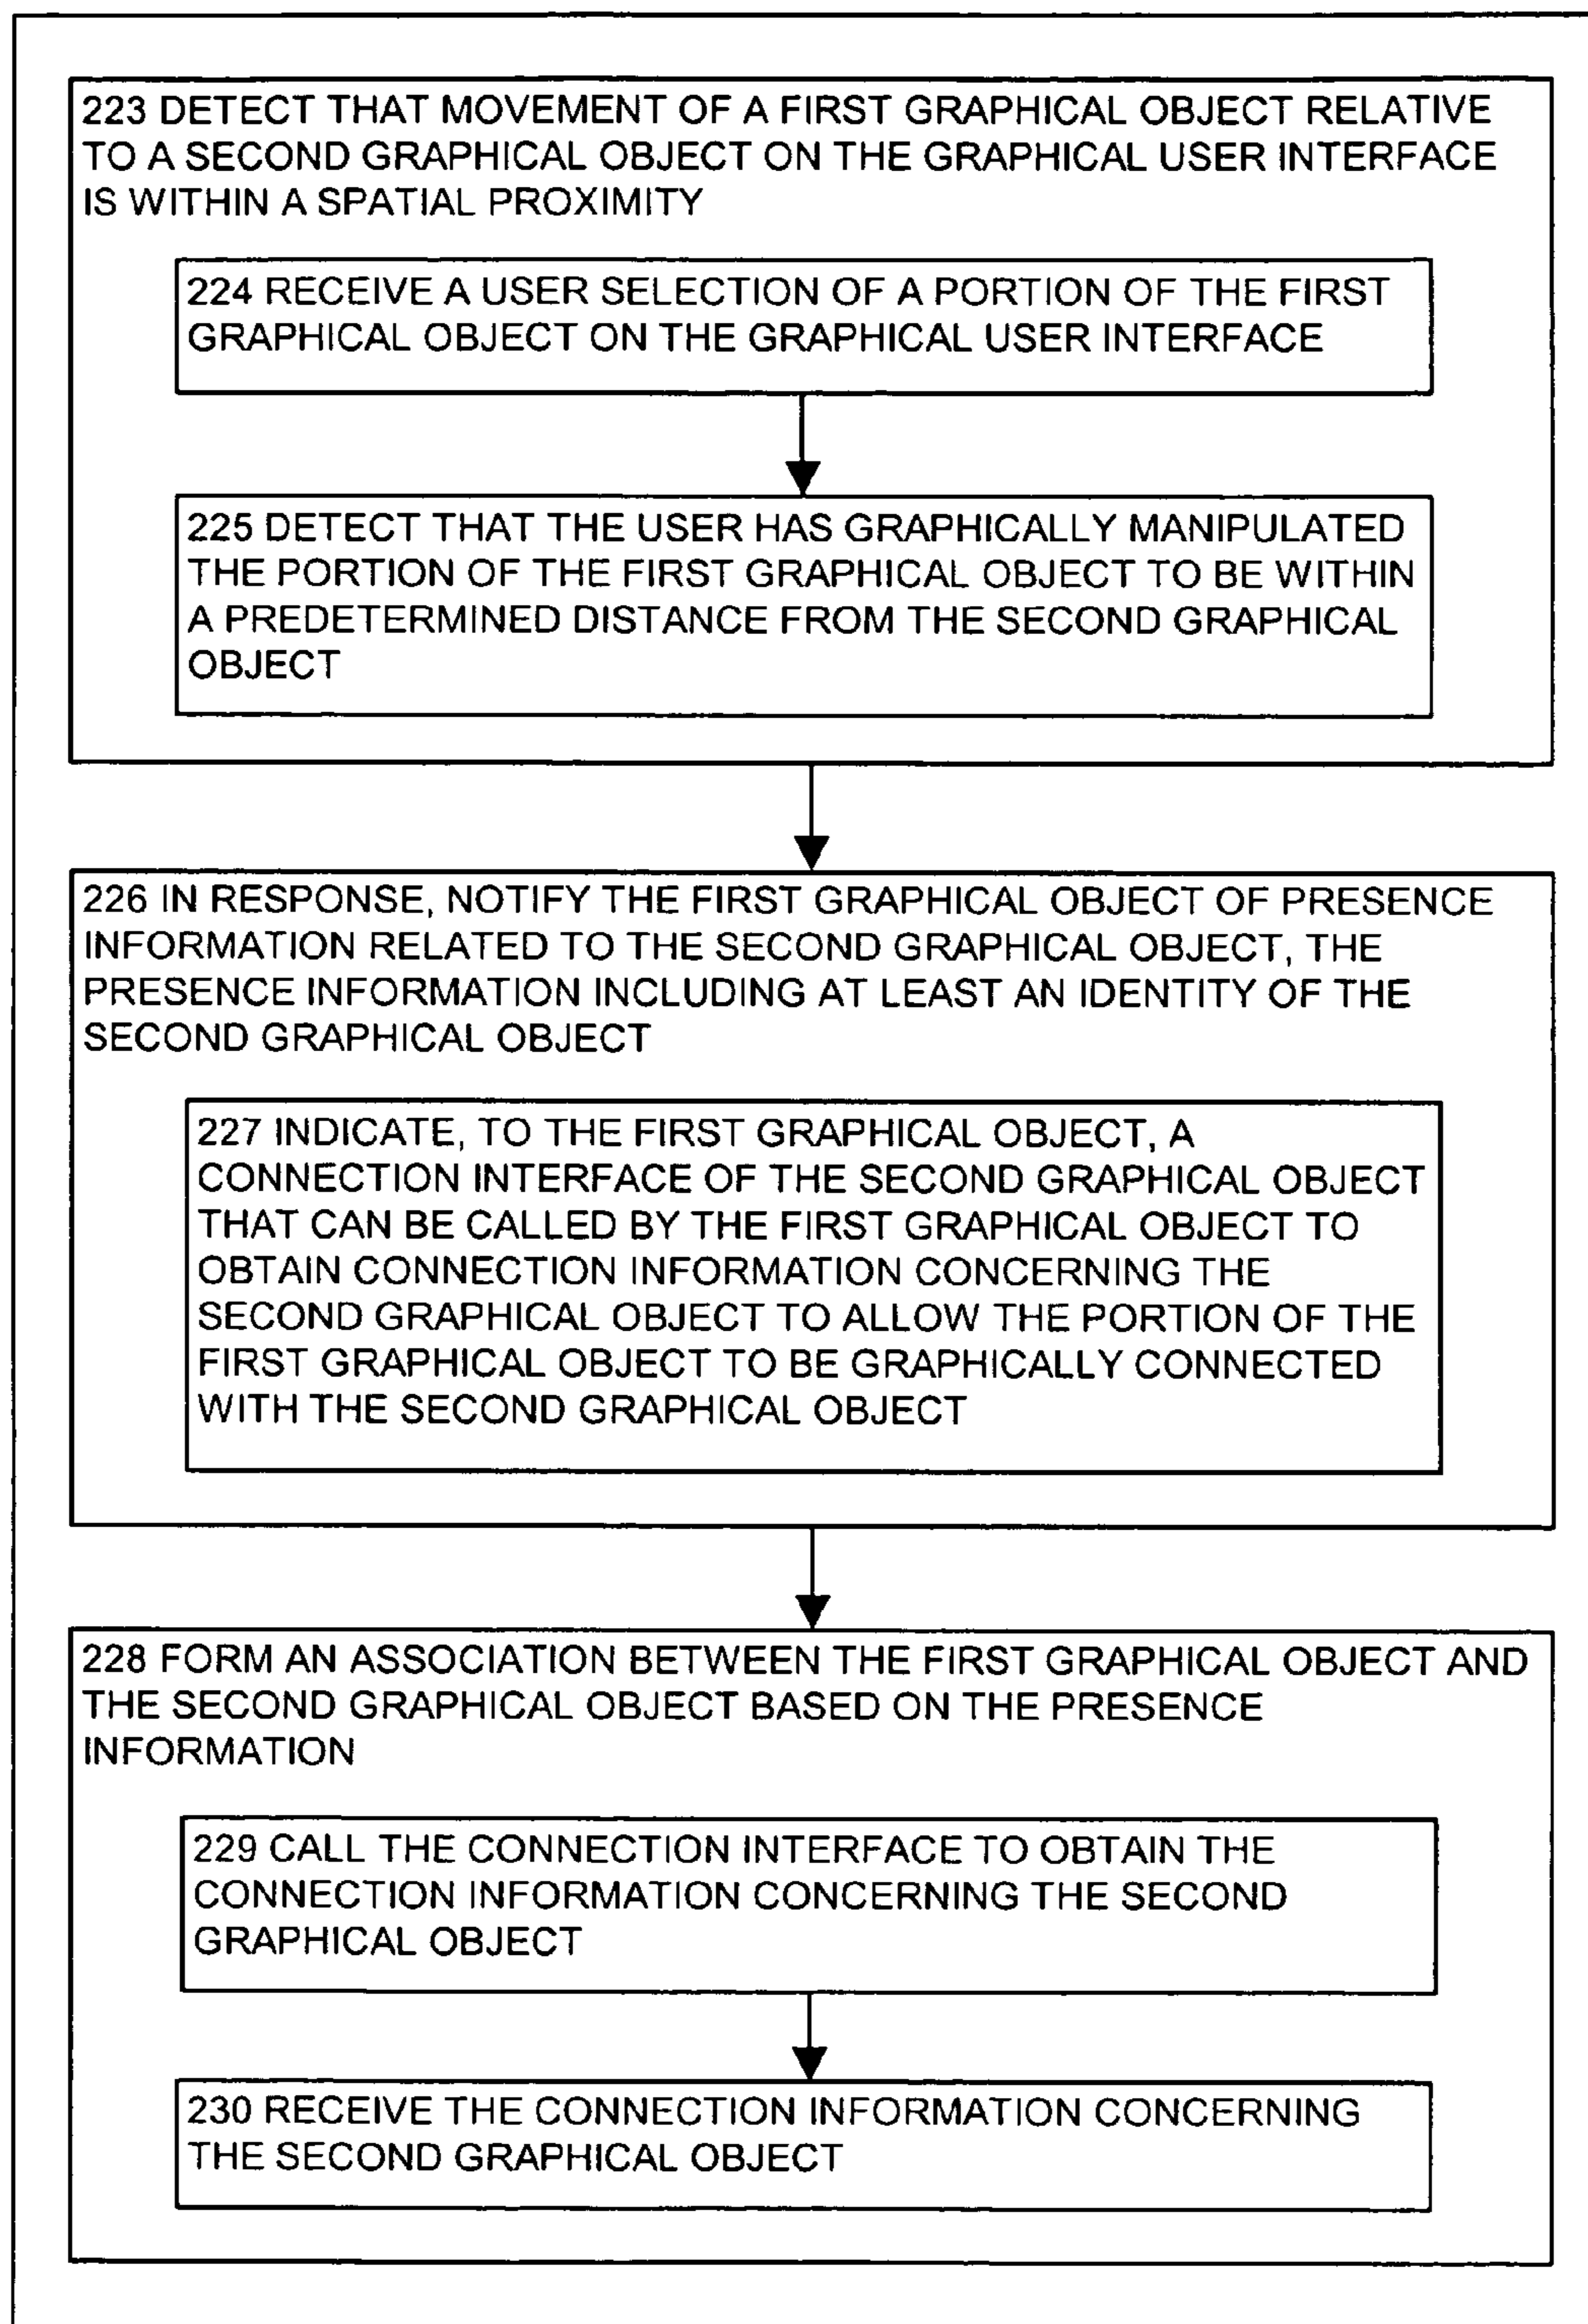 223 DETECT THAT MOVEMENT OF A FIRST GRAPHICAL OBJECT RELATIVE
TO A SECOND GRAPHICAL OBJECT ON THE GRAPHICAL USER INTERFACE
IS WITHIN A SPATIAL PROXIMITY
224 RECEIVE A USER SELECTION OF A PORTION OF THE FIRST
GRAPHICAL OBJECT ON THE GRAPHICAL USER INTERFACE
225 DETECT THAT THE USER HAS GRAPHICALLY MANIPULATED
THE PORTION OF THE FIRST GRAPHICAL OBJECT TO BE WITHIN
A PREDETERMINED DISTANCE FROM THE SECOND GRAPHICAL
OBJECT
226 IN RESPONSE, NOTIFY THE FIRST GRAPHICAL OBJECT OF PRESENCE
INFORMATION RELATED TO THE SECOND GRAPHICAL OBJECT, THE
PRESENCE INFORMATION INCLUDING AT LEAST AN IDENTITY OF THE
SECOND GRAPHICAL OBJECT
227 INDICATE, TO THE FIRST GRAPHICAL OBJECT, A
CONNECTION INTERFACE OF THE SECOND GRAPHICAL OBJECT
THAT CAN BE CALLED BY THE FIRST GRAPHICAL OBJECT TO
OBTAIN CONNECTION INFORMATION CONCERNING THE
SECOND GRAPHICAL OBJECT TO ALLOW THE PORTION OF THE
FIRST GRAPHICAL OBJECT TO BE GRAPHICALLY CONNECTED
WITH THE SECOND GRAPHICAL OBJECT
228 FORM AN ASSOCIATION BETWEEN THE FIRST GRAPHICAL OBJECT AND
THE SECOND GRAPHICAL OBJECT BASED ON THE PRESENCE
INFORMATION
229 CALL THE CONNECTION INTERFACE TO OBTAIN THE
CONNECTION INFORMATION CONCERNING THE SECOND
GRAPHICAL OBJECT
230 RECEIVE THE CONNECTION INFORMATION CONCERNING
THE SECOND GRAPHICAL OBJECT